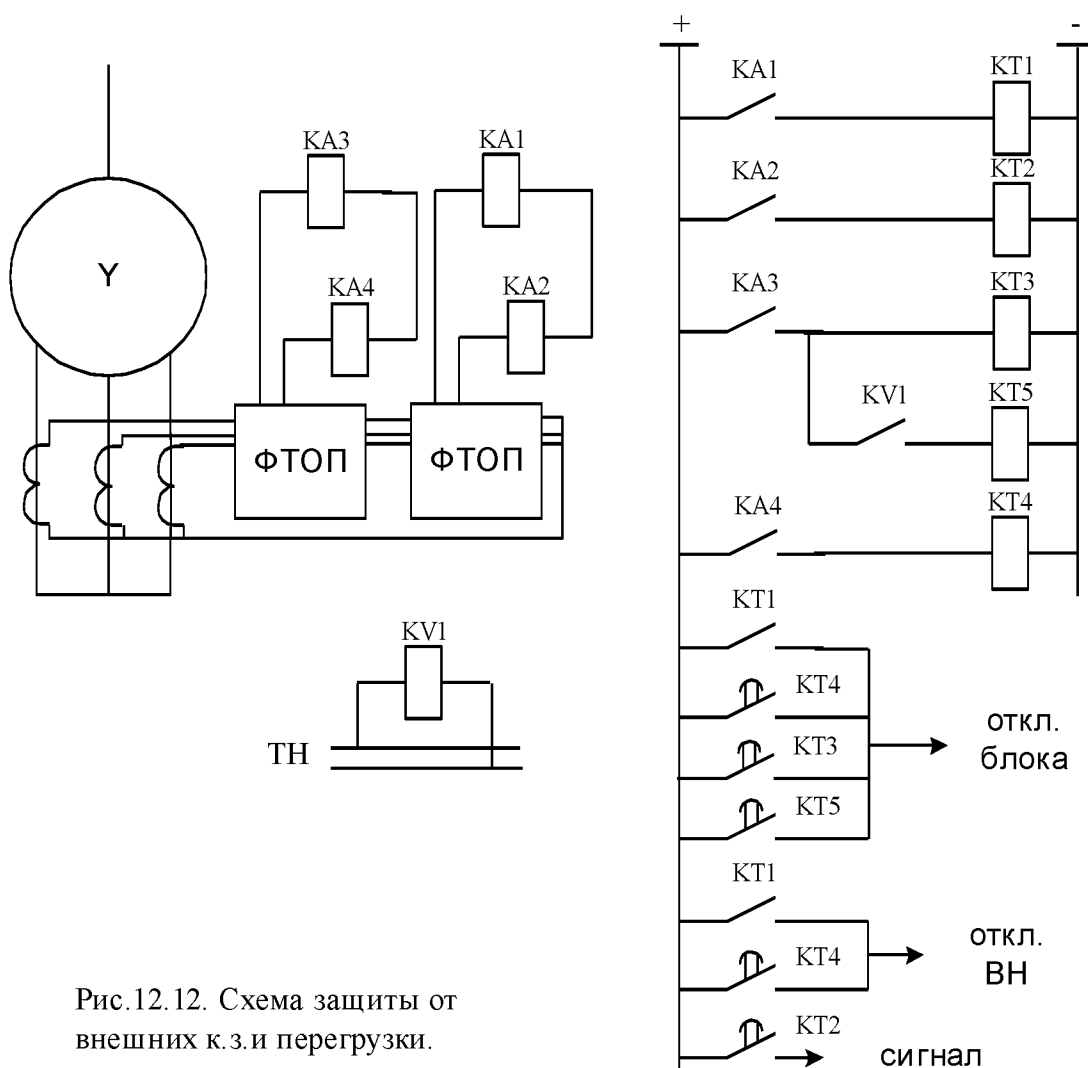 +
-
KA1
KT1
KA2
KT2
KA3
KT3
KV1
KT5
KA4
KT4
KT1
KT4
KT3
KT5
откл.
блока
KT1
KT4
откл.
ВН
KT2
сигнал
KA3
KA1
Y
KA4
KA2
ФТОП
ФТОП
KV1
ТН
Рис.12.12. Схема защиты от
внешних к.з.и перегрузки.